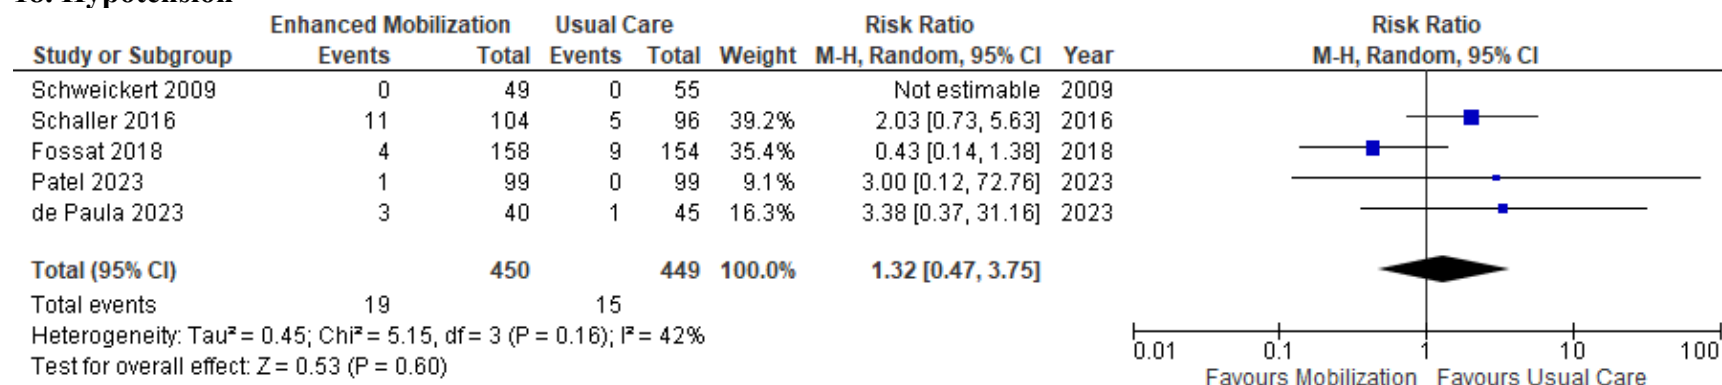 18. Hypotension
Enhanced Mobilization Usual Care Risk Ratio Risk Ratio
Study or Subgroup Events Total Events Total Weight M-H, Random, 95% CI Year M-H, Random, 95% CI
Schweickert 2009 0 49 0 55 Not estimable 2009
Schaller 2016 11 104 5 96 39.2% 2.03 [0.73, 5.63] 2016
Fossat 2018 4 158 9 154 35.4% 0.43 [0.14, 1.38] 2018
Patel 2023 1 99 0 99 9.1% 3.00 [0.12, 72.76] 2023
de Paula 2023 3 40 1 45 16.3% 3.38 [0.37, 31.16] 2023
Total (95% CI) 450 449 100.0% 1.32 [0.47, 3.75]
Total events 19 15
Heterogeneity: Tau² = 0.45; Chi² = 5.15, df = 3 (P = 0.16); I² = 42%
Test for overall effect: Z = 0.53 (P = 0.60)
0.01 0.1 1 10 100
Favours Mobilization Favours Usual Care